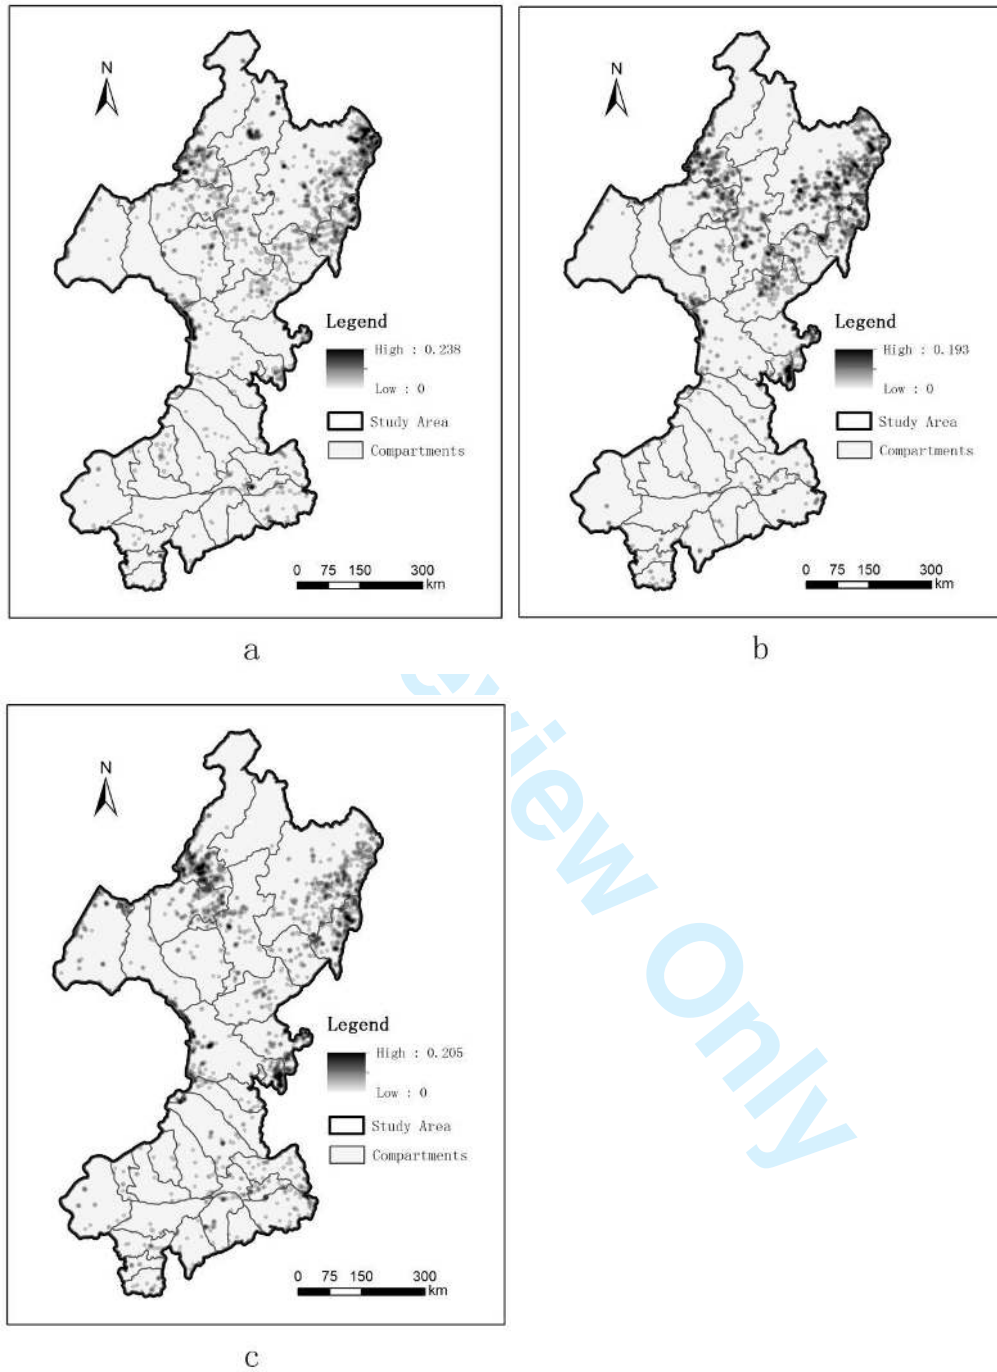 N
Legend
High : 0.238
Low : 0
Study Area
Compartments
0 75 150 300
km
a
N
Legend
High : 0.193
Low : 0
Study Area
Compartments
0 75 150 300
km
b
N
Legend
High : 0.205
Low : 0
Study Area
Compartments
0 75 150 300
km
c
view Only